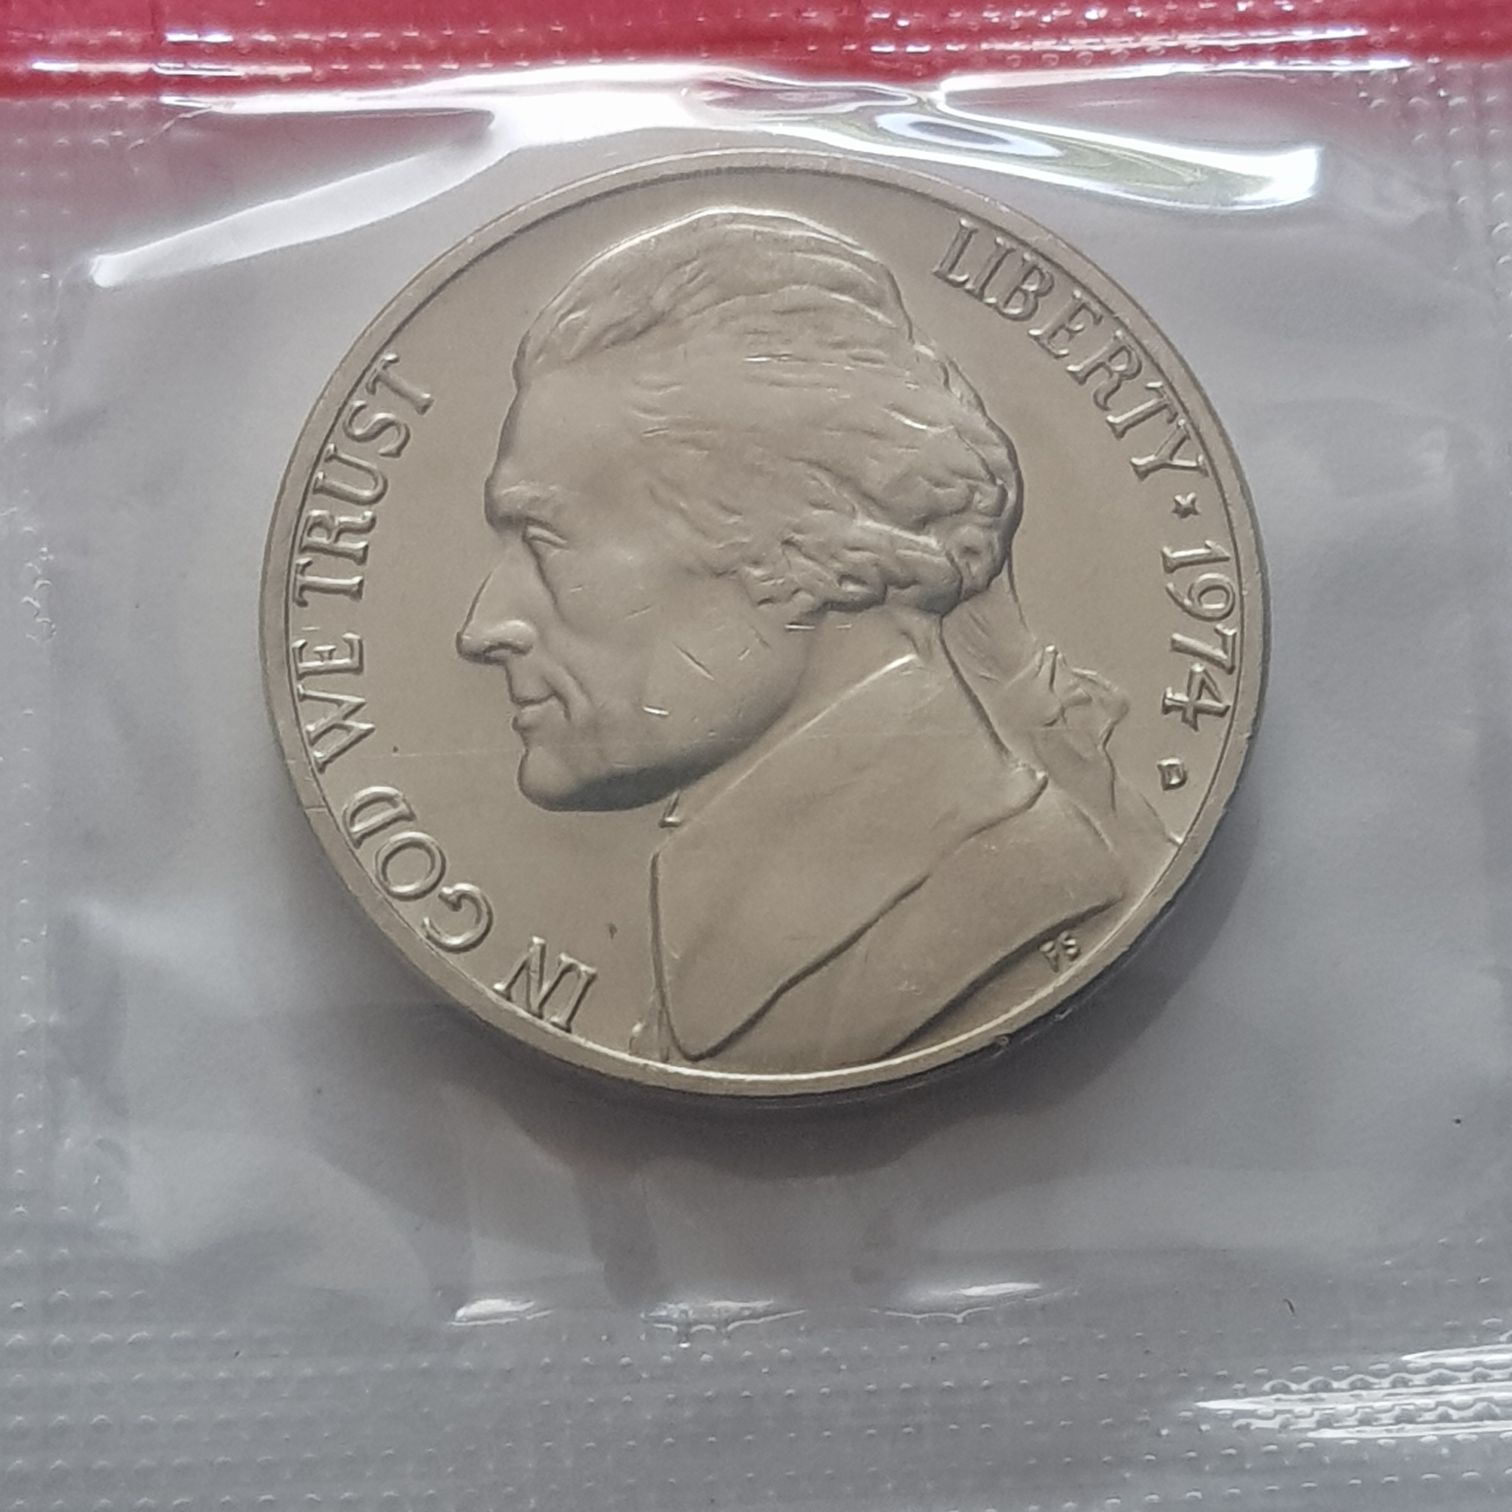 IN GOD WE TRUST
LIBERTY ★ 1974
D
FS